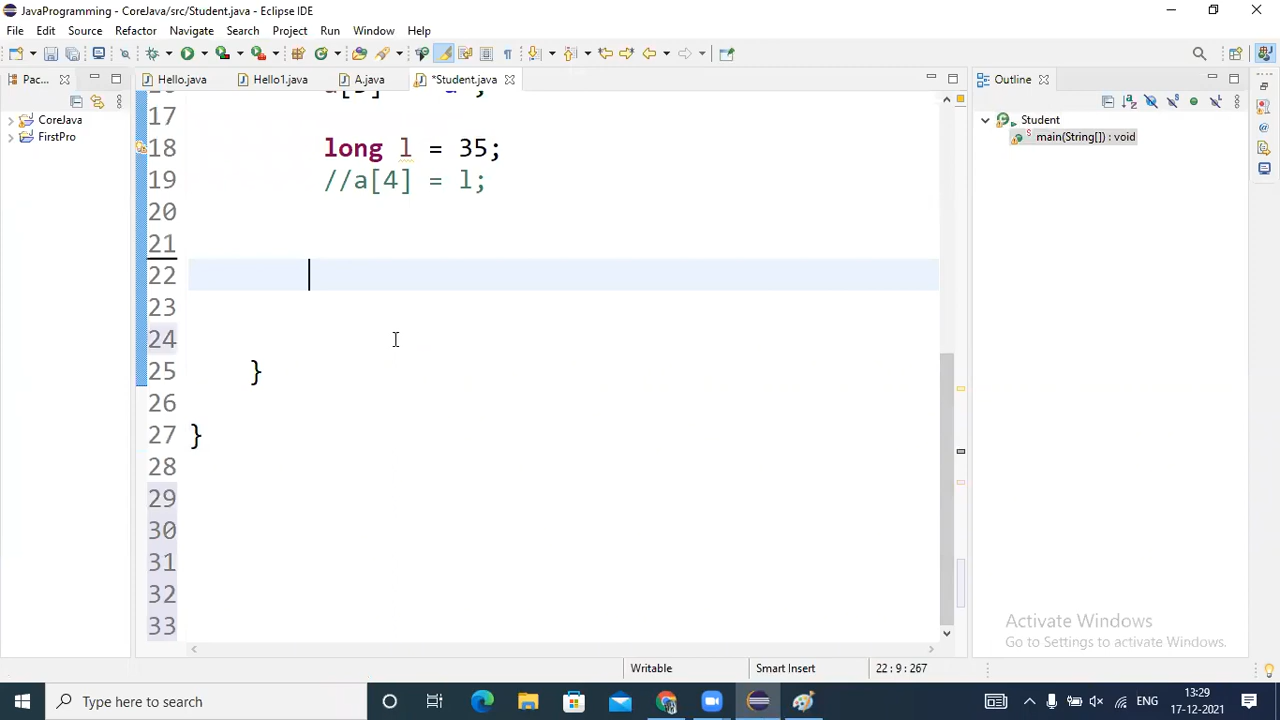 JavaProgramming - CoreJava/src/Student.java - Eclipse IDE
File Edit Source Refactor Navigate Search Project Run Window Help
Pac... Hello.java Hello1.java A.java *Student.java Outline
CoreJava
FirstPro
Student
main(String[]) : void
17
18 long l = 35;
19 //a[4] = l;
20
21
22
23
24
25 }
26
27 }
28
29
30
31
32
33
Activate Windows
Go to Settings to activate Windows.
Writable Smart Insert 22 : 9 : 267
Type here to search
ENG
13:29
17-12-2021